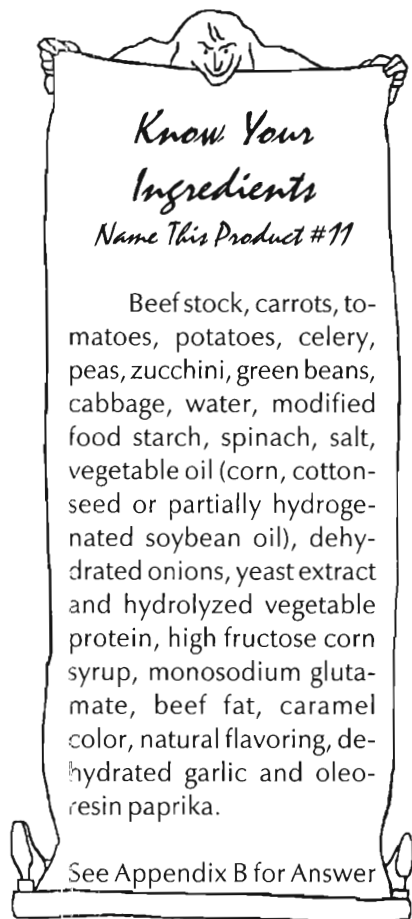 Know Your
Ingredients
Name This Product #11
Beef stock, carrots, to-
matoes, potatoes, celery,
peas, zucchini, green beans,
cabbage, water, modified
food starch, spinach, salt,
vegetable oil (corn, cotton-
seed or partially hydroge-
nated soybean oil), dehy-
drated onions, yeast extract
and hydrolyzed vegetable
protein, high fructose corn
syrup, monosodium gluta-
mate, beef fat, caramel
color, natural flavoring, de-
hydrated garlic and oleo-
resin paprika.
See Appendix B for Answer